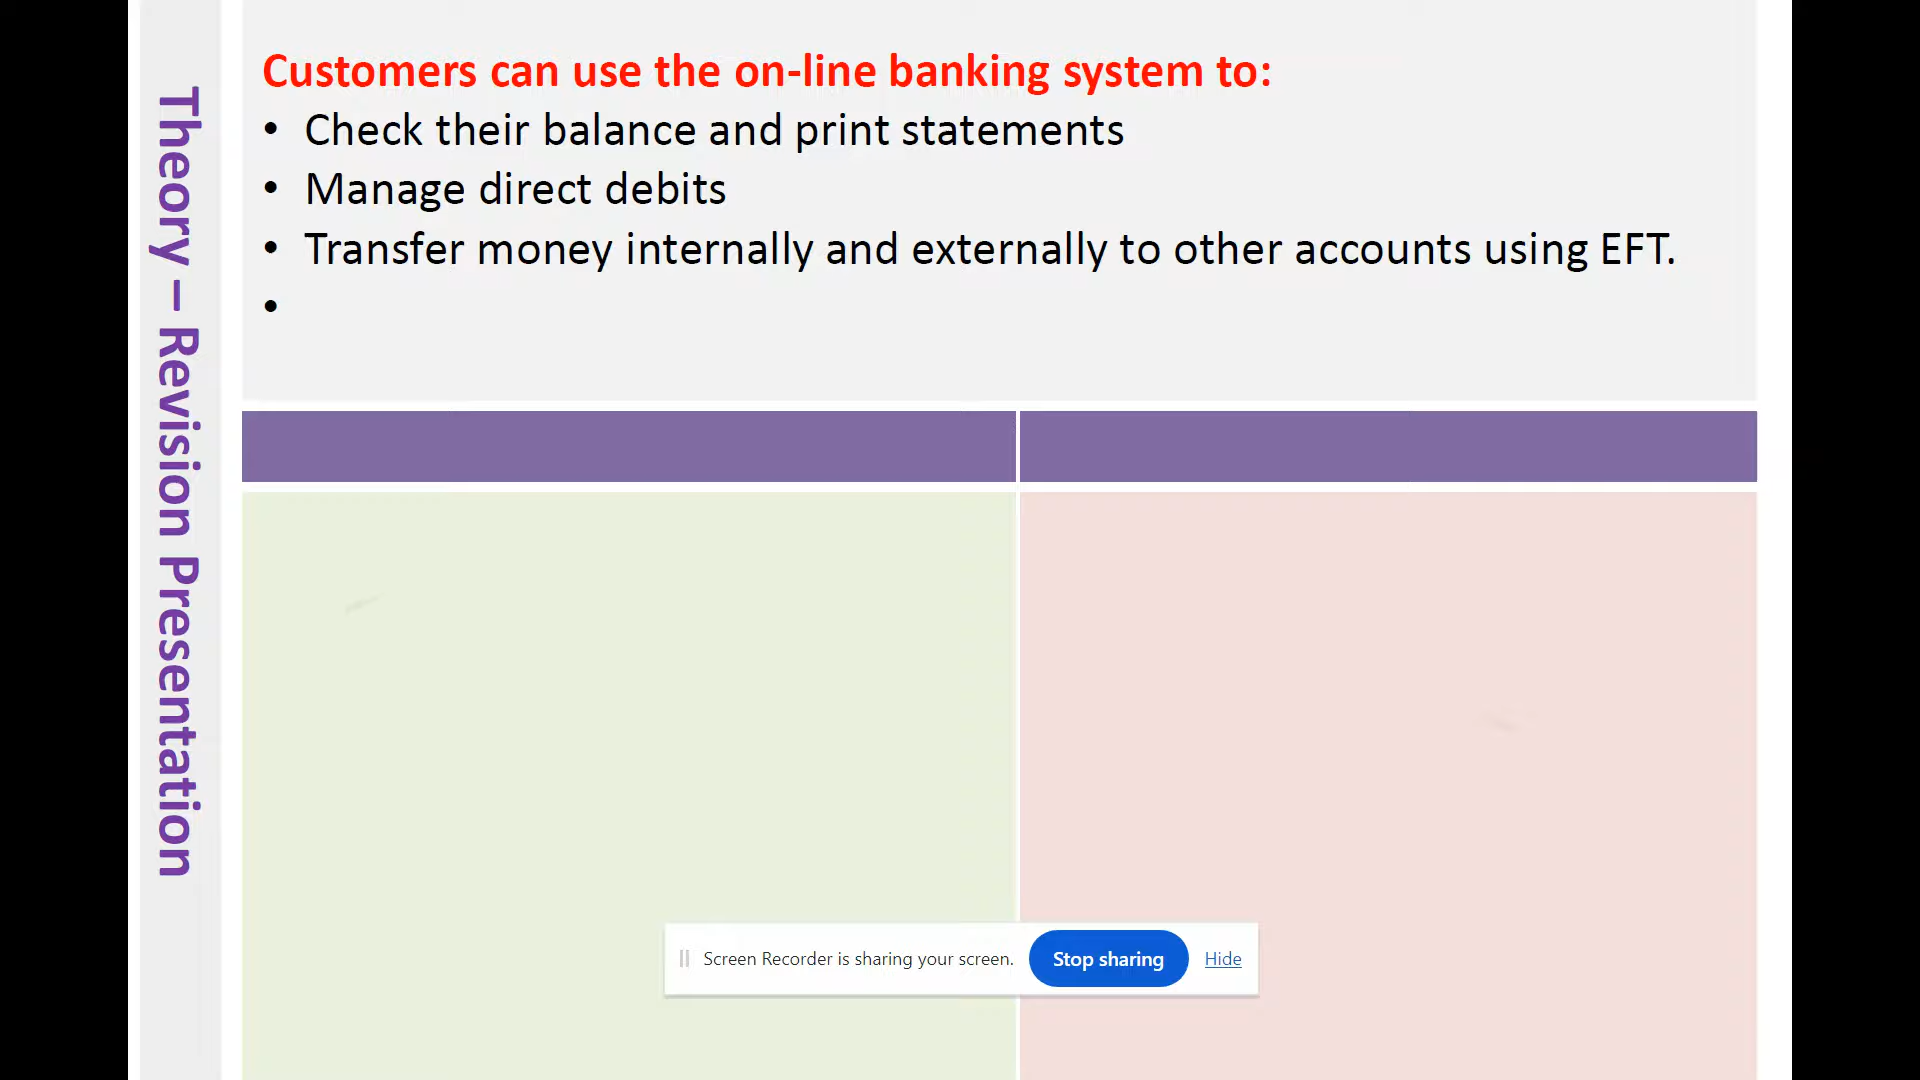 Theory – Revision Presentation
Customers can use the on-line banking system to:
• Check their balance and print statements
• Manage direct debits
• Transfer money internally and externally to other accounts using EFT.
•
Screen Recorder is sharing your screen. Stop sharing Hide